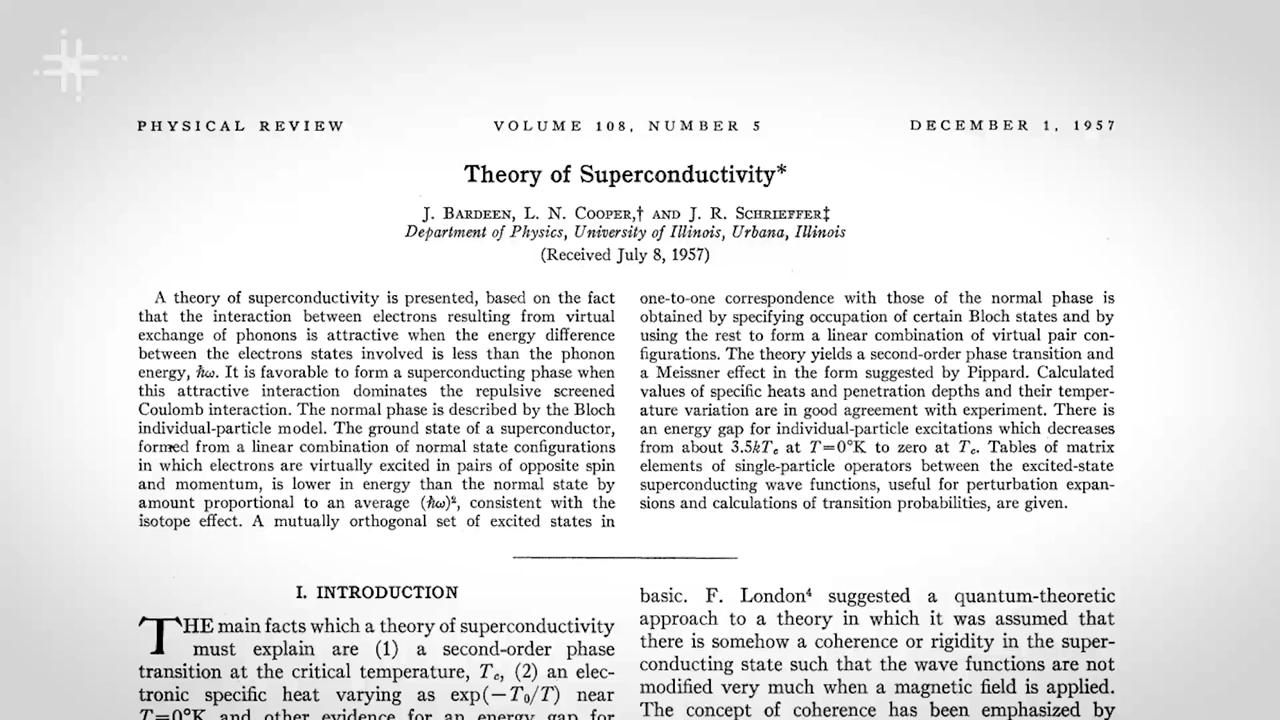 PHYSICAL REVIEW
VOLUME 108, NUMBER 5
DECEMBER 1, 1957
Theory of Superconductivity*
J. BARDEEN, L. N. COOPER,† AND J. R. SCHRIEFFER‡
Department of Physics, University of Illinois, Urbana, Illinois
(Received July 8, 1957)
A theory of superconductivity is presented, based on the fact
that the interaction between electrons resulting from virtual
exchange of phonons is attractive when the energy difference
between the electrons states involved is less than the phonon
energy, ℏω. It is favorable to form a superconducting phase when
this attractive interaction dominates the repulsive screened
Coulomb interaction. The normal phase is described by the Bloch
individual-particle model. The ground state of a superconductor,
formed from a linear combination of normal state configurations
in which electrons are virtually excited in pairs of opposite spin
and momentum, is lower in energy than the normal state by
amount proportional to an average (ℏω)², consistent with the
isotope effect. A mutually orthogonal set of excited states in
one-to-one correspondence with those of the normal phase is
obtained by specifying occupation of certain Bloch states and by
using the rest to form a linear combination of virtual pair con-
figurations. The theory yields a second-order phase transition and
a Meissner effect in the form suggested by Pippard. Calculated
values of specific heats and penetration depths and their temper-
ature variation are in good agreement with experiment. There is
an energy gap for individual-particle excitations which decreases
from about 3.5kTc at T=0°K to zero at Tc. Tables of matrix
elements of single-particle operators between the excited-state
superconducting wave functions, useful for perturbation expan-
sions and calculations of transition probabilities, are given.
I. INTRODUCTION
THE main facts which a theory of superconductivity
must explain are (1) a second-order phase
transition at the critical temperature, Tc, (2) an elec-
tronic specific heat varying as exp(−T₀/T) near
T=0°K and other evidence for an energy gap for
basic. F. London⁴ suggested a quantum-theoretic
approach to a theory in which it was assumed that
there is somehow a coherence or rigidity in the super-
conducting state such that the wave functions are not
modified very much when a magnetic field is applied.
The concept of coherence has been emphasized by